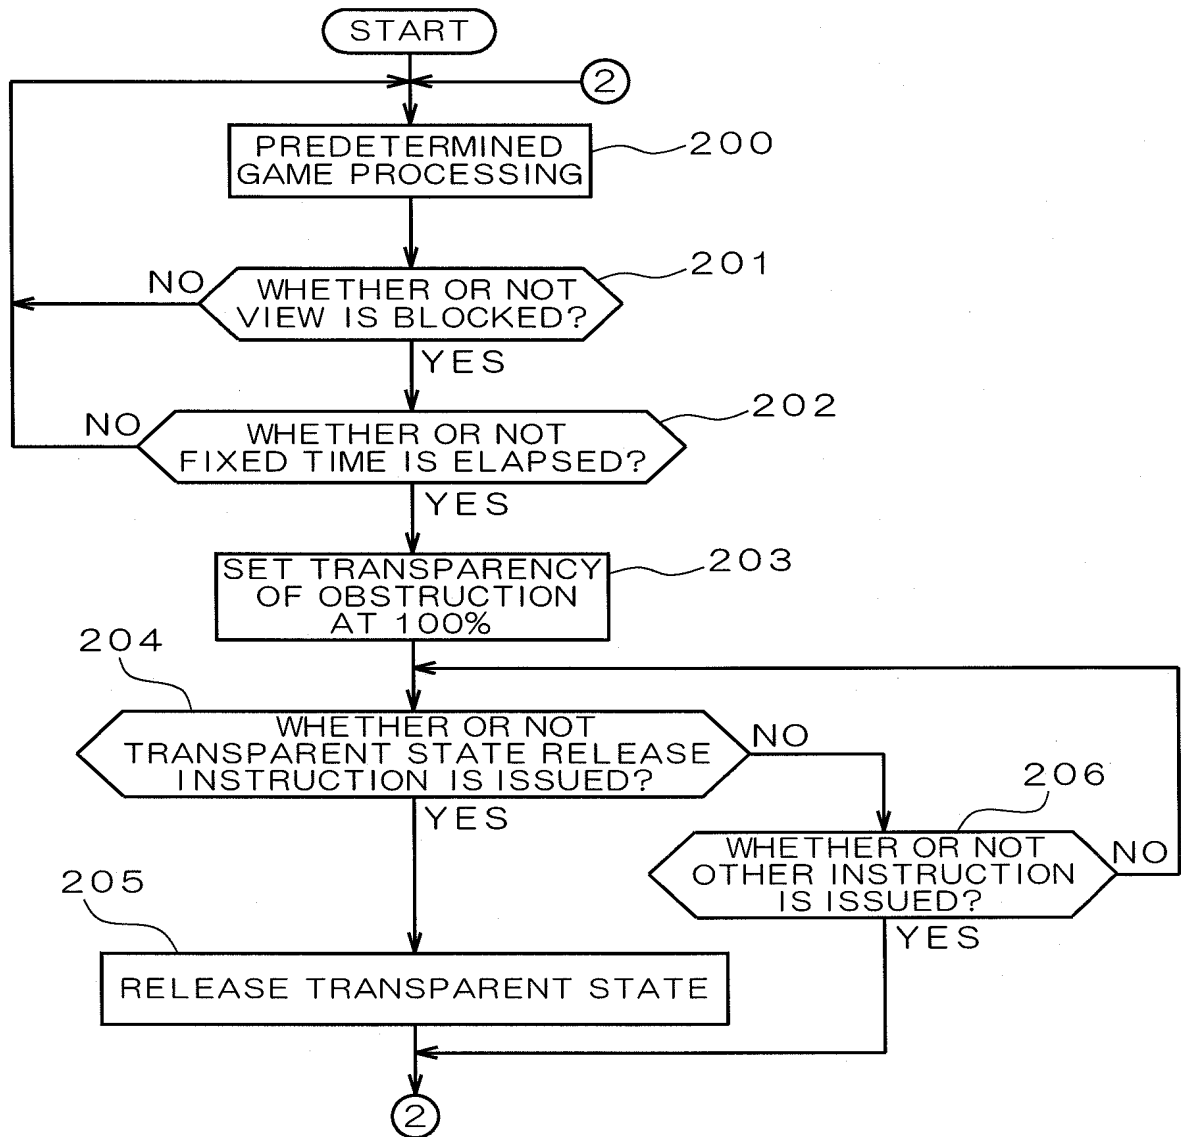 START
2
PREDETERMINED
GAME PROCESSING
200
201
NO
WHETHER OR NOT
VIEW IS BLOCKED?
YES
202
NO
WHETHER OR NOT
FIXED TIME IS ELAPSED?
YES
203
SET TRANSPARENCY
OF OBSTRUCTION
AT 100%
204
WHETHER OR NOT
TRANSPARENT STATE RELEASE
INSTRUCTION IS ISSUED?
NO
YES
206
WHETHER OR NOT
OTHER INSTRUCTION
IS ISSUED?
NO
YES
205
RELEASE TRANSPARENT STATE
2